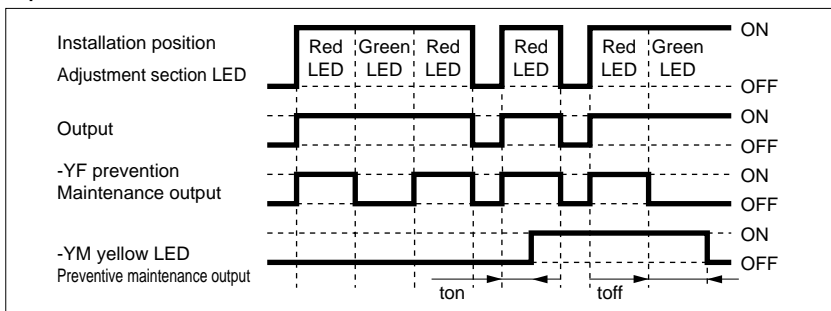 Installation position
Adjustment section LED
Red LED
Green LED
Red LED
Red LED
Red LED
Green LED
ON
OFF
Output
ON
OFF
-YF prevention
Maintenance output
ON
OFF
-YM yellow LED
Preventive maintenance output
ON
OFF
ton
toff